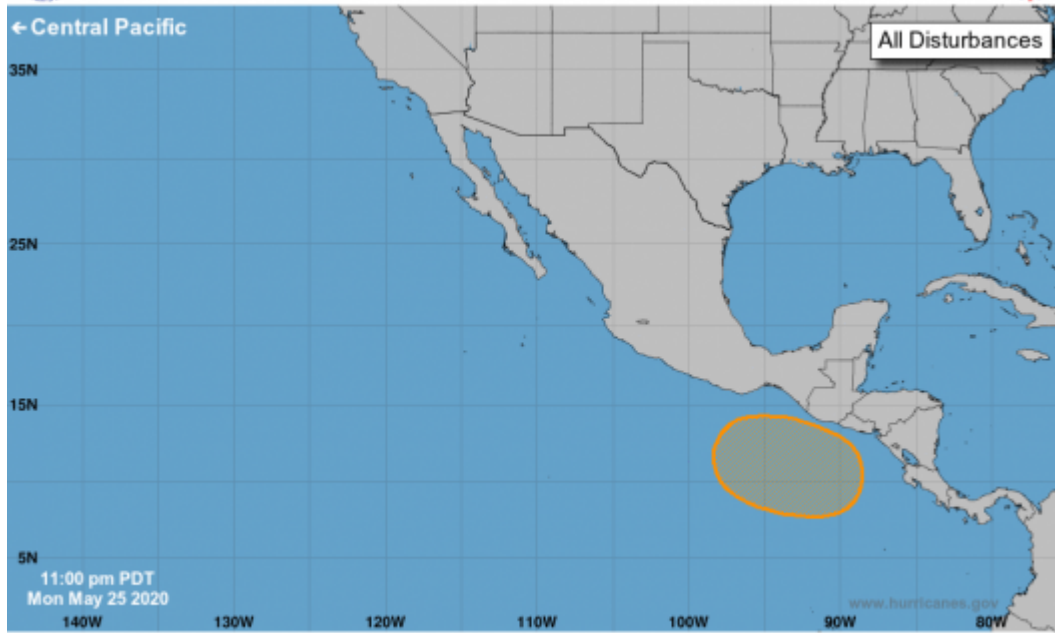 ← Central Pacific
All Disturbances
35N
25N
15N
5N
11:00 pm PDT
Mon May 25 2020
www.hurricanes.gov
140W 130W 120W 110W 100W 90W 80W